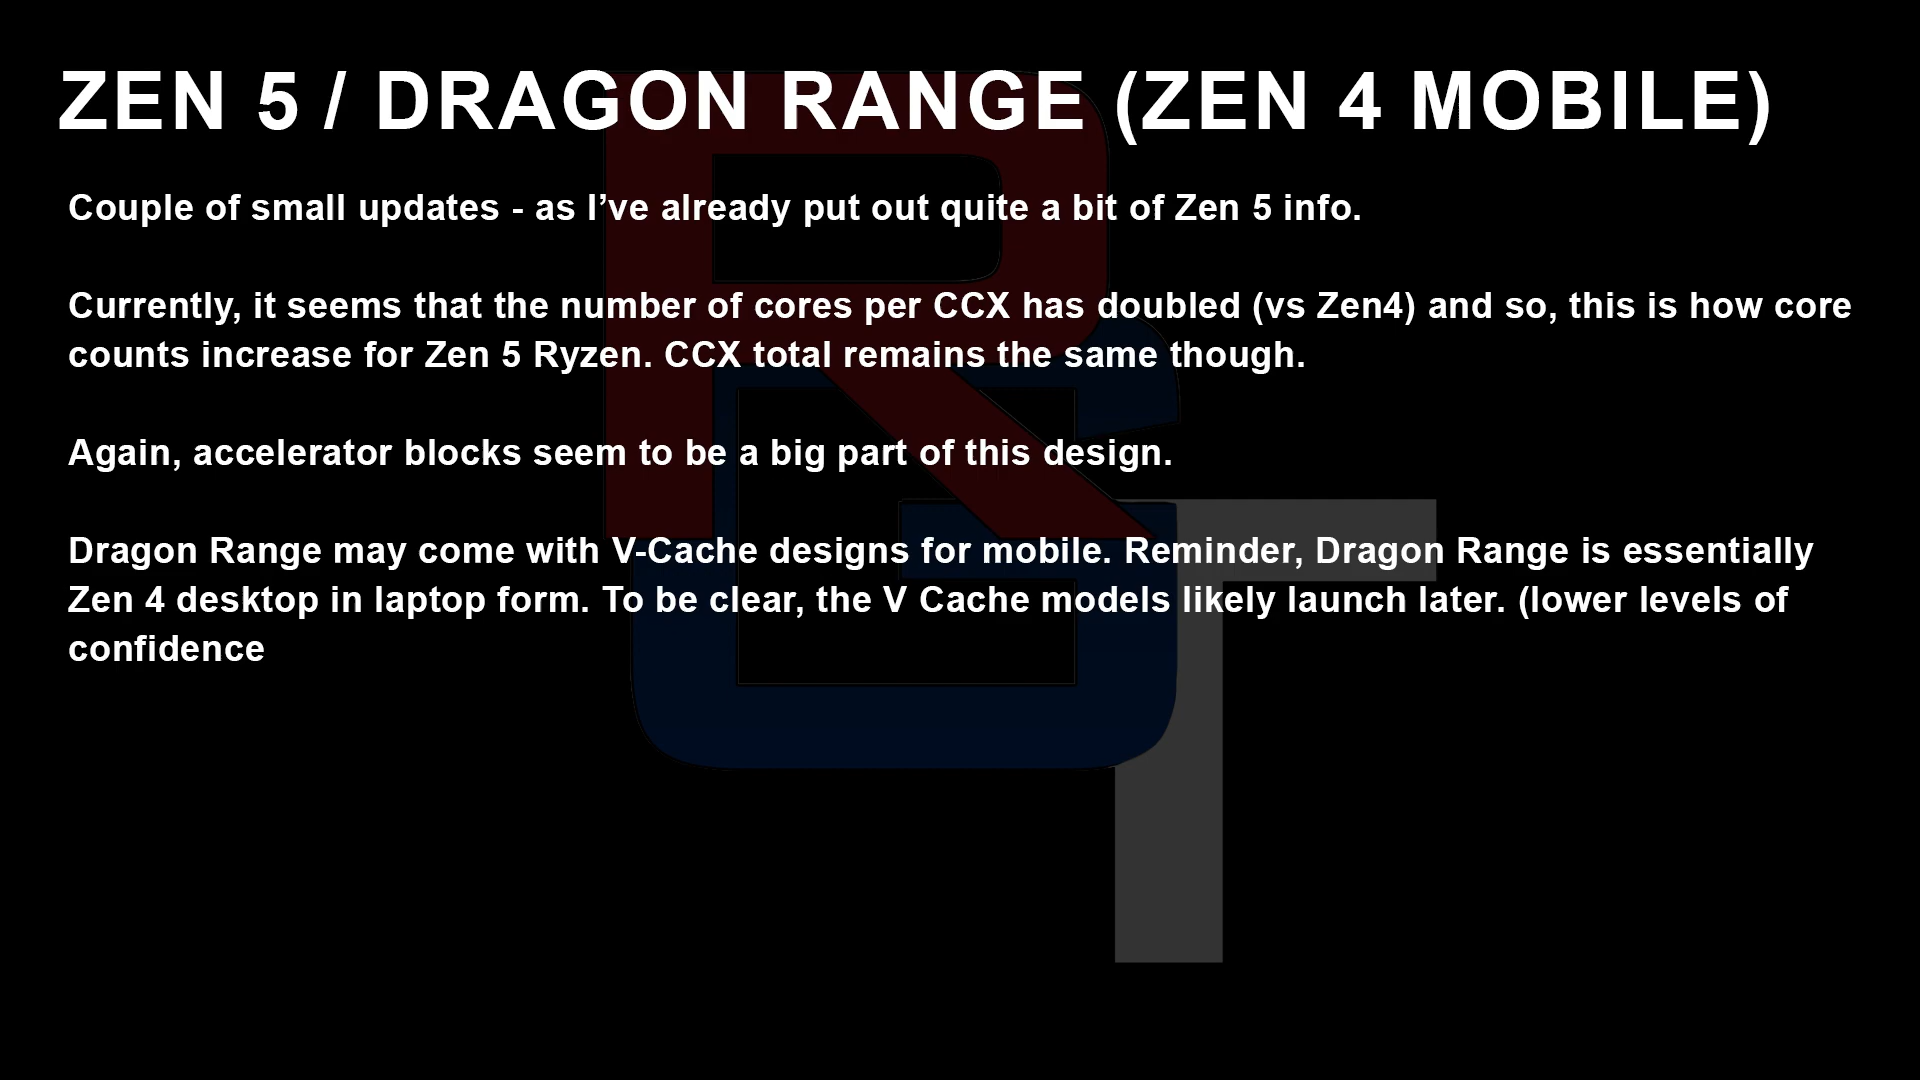 ZEN 5 / DRAGON RANGE (ZEN 4 MOBILE)
Couple of small updates - as I’ve already put out quite a bit of Zen 5 info.
Currently, it seems that the number of cores per CCX has doubled (vs Zen4) and so, this is how core
counts increase for Zen 5 Ryzen. CCX total remains the same though.
Again, accelerator blocks seem to be a big part of this design.
Dragon Range may come with V-Cache designs for mobile. Reminder, Dragon Range is essentially
Zen 4 desktop in laptop form. To be clear, the V Cache models likely launch later. (lower levels of
confidence
RGT